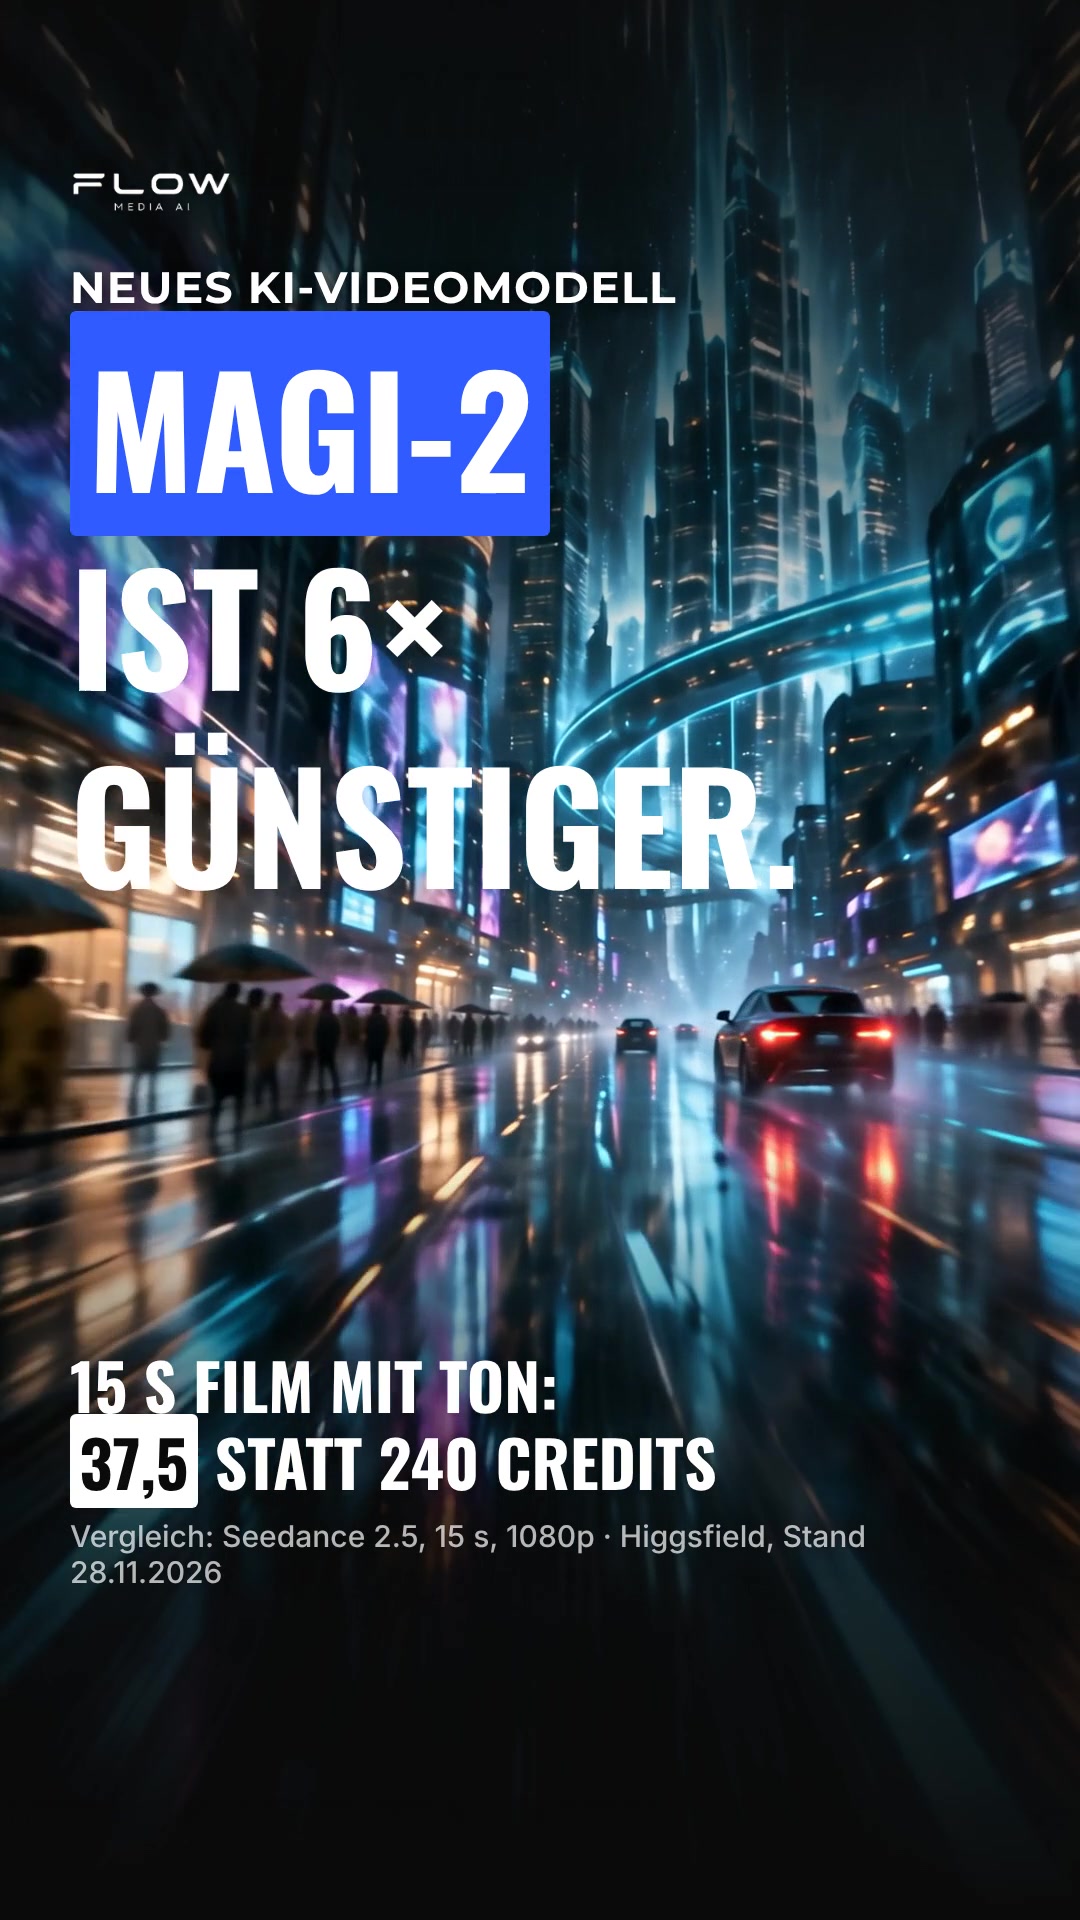 FLOW
MEDIA AI
NEUES KI-VIDEOMODELL
MAGI-2
IST 6×
GÜNSTIGER.
15 S FILM MIT TON:
37,5 STATT 240 CREDITS
Vergleich: Seedance 2.5, 15 s, 1080p · Higgsfield, Stand
28.11.2026